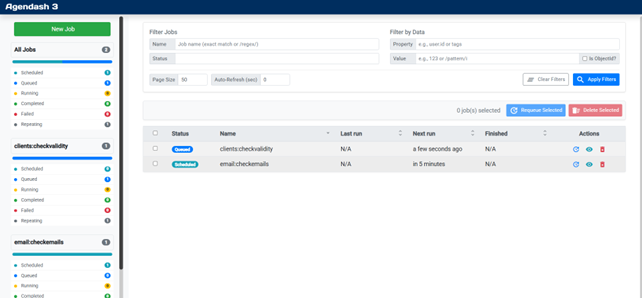 Agendash 3
New Job
All Jobs 2
Scheduled 1
Queued 1
Running 0
Completed 0
Failed 0
Repeating 1
clients:checkvalidity 1
Scheduled 0
Queued 1
Running 0
Completed 0
Failed 0
Repeating 1
email:checkemails 1
Scheduled 1
Queued 0
Running 0
Completed 0
Filter Jobs
Name Job name (exact match or /regex/)
Status
Filter by Data
Property e.g., user.id or tags
Value e.g., 123 or /pattern/i Is ObjectId?
Page Size 50 Auto-Refresh (sec) 0
Clear Filters Apply Filters
0 job(s) selected Requeue Selected Delete Selected
Status Name Last run Next run Finished Actions
Queued clients:checkvalidity N/A a few seconds ago N/A
Scheduled email:checkemails N/A in 5 minutes N/A